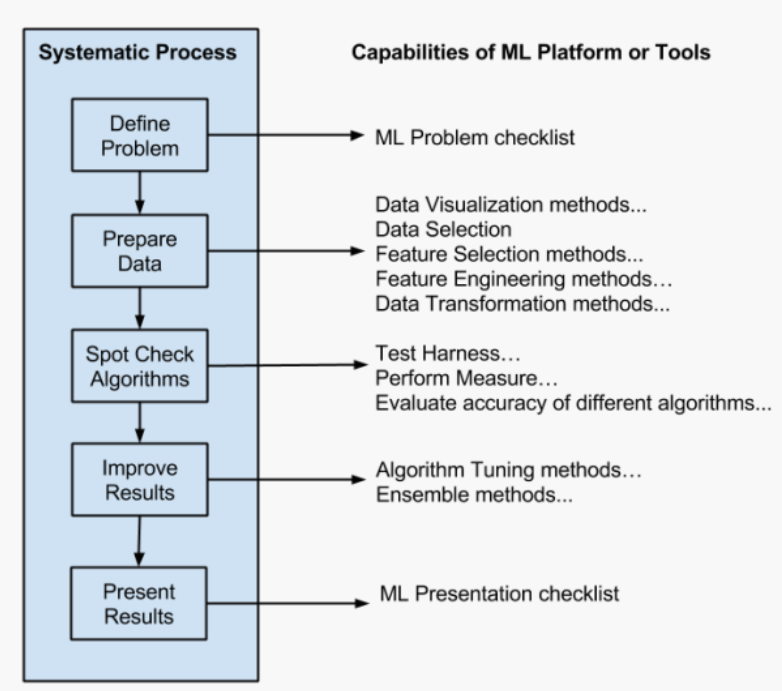 Systematic Process
Capabilities of ML Platform or Tools
Define
Problem
ML Problem checklist
Prepare
Data
Data Visualization methods...
Data Selection
Feature Selection methods...
Feature Engineering methods…
Data Transformation methods...
Spot Check
Algorithms
Test Harness…
Perform Measure…
Evaluate accuracy of different algorithms...
Improve
Results
Algorithm Tuning methods…
Ensemble methods...
Present
Results
ML Presentation checklist